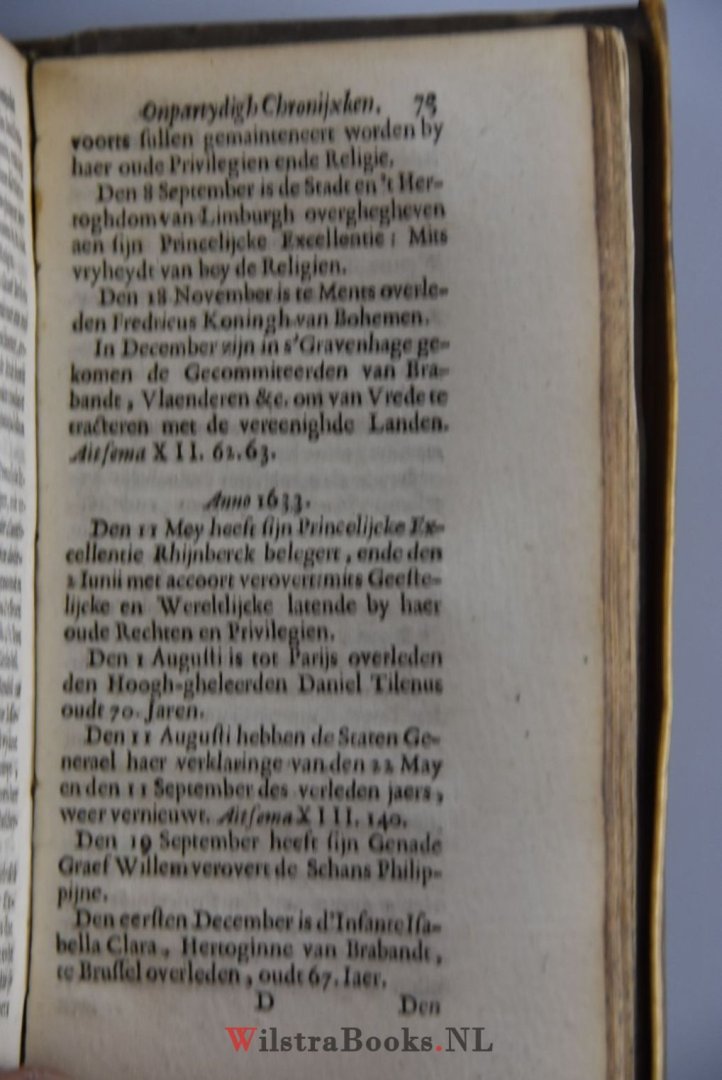 Onpartydigh Chronijxken. 73
voorts sullen gemainteneert worden by
haer oude Privilegien ende Religie.
Den 8 September is de Stadt en 't Her-
toghdom van Limburgh overghegheven
aen sijn Princelijcke Excellentie: Mits
vryheydt van bey de Religien.
Den 18 November is te Ments overle-
den Fredricus Koningh van Bohemen.
In December zijn in s'Gravenhage ge-
komen de Gecommiteerden van Bra-
bandt, Vlaenderen &c. om van Vrede te
tracteren met de vereenighde Landen.
Aitsema XII. 62. 63.
Anno 1633.
Den 11 Mey heeft sijn Princelijcke Ex-
cellentie Rhijnberck belegert, ende den
2 Iunii met accoort verovert: mits Geeste-
lijcke en Wereltlijcke latende by haer
oude Rechten en Privilegien.
Den 1 Augusti is tot Parijs overleden
den Hoogh-gheleerden Daniel Tilenus
oudt 70. Jaren.
Den 11 Augusti hebben de Staten Ge-
nerael haer verklaringe van den 22 May
en den 11 September des verleden jaers,
weer vernieuwt. Aitsema XIII. 140.
Den 19 September heeft sijn Genade
Graef Willem verovert de Schans Philip-
pijne.
Den eersten December is d'Infante Isa-
bella Clara, Hertoginne van Brabandt,
te Brussel overleden, oudt 67. Iaer.
D Den
WilstraBooks.NL